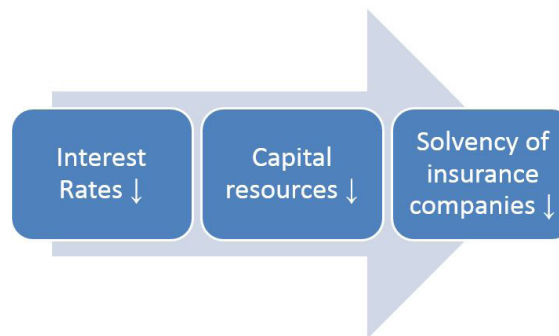 Interest
Rates ↓
Capital
resources ↓
Solvency of
insurance
companies ↓